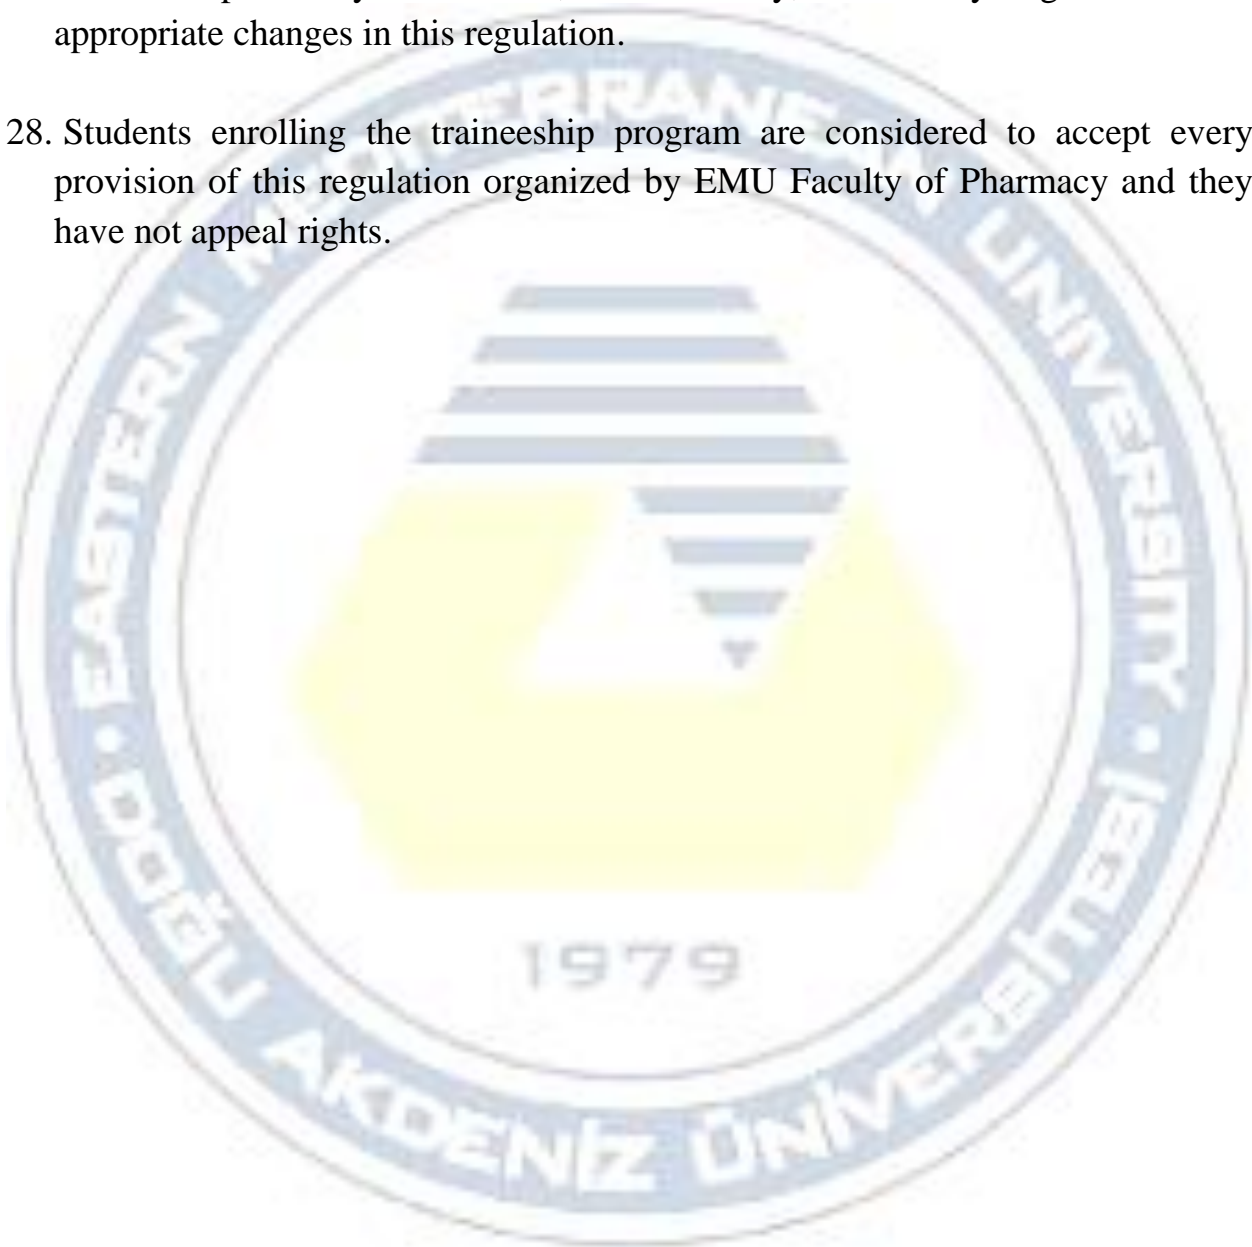 appropriate changes in this regulation.
28. Students enrolling the traineeship program are considered to accept every
provision of this regulation organized by EMU Faculty of Pharmacy and they
have not appeal rights.
EASTERN MEDITERRANEAN UNIVERSITY
1979
DOĞU AKDENİZ ÜNİVERSİTESİ